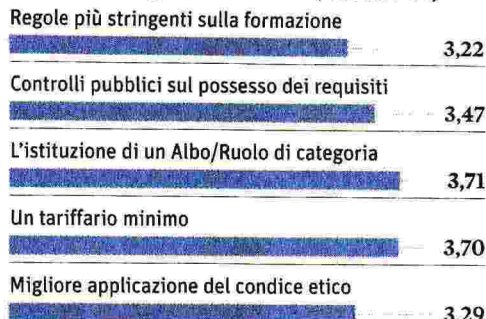 Regole più stringenti sulla formazione
3,22
Controlli pubblici sul possesso dei requisiti
3,47
L'istituzione di un Albo/Ruolo di categoria
3,71
Un tariffario minimo
3,70
Migliore applicazione del condice etico
3,29